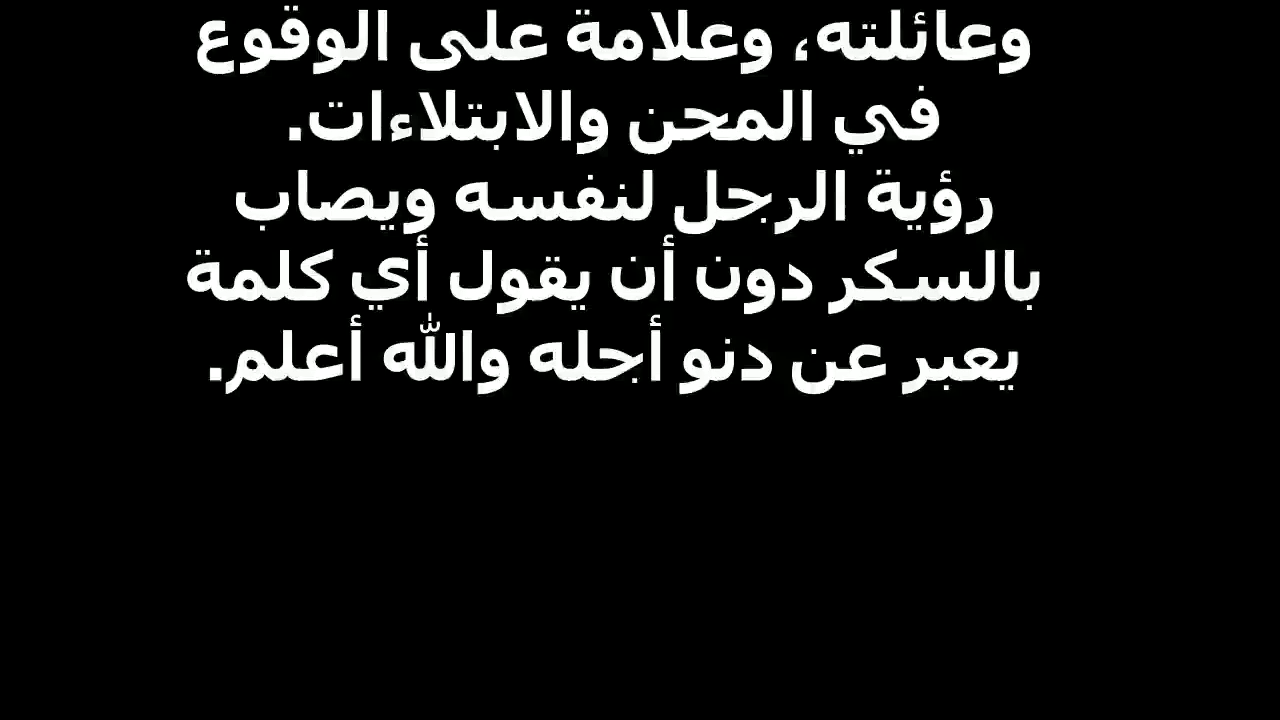 وعائلته، وعلامة على الوقوع
في المحن والابتلاءات.
رؤية الرجل لنفسه ويصاب
بالسكر دون أن يقول أي كلمة
يعبر عن دنو أجله والله أعلم.